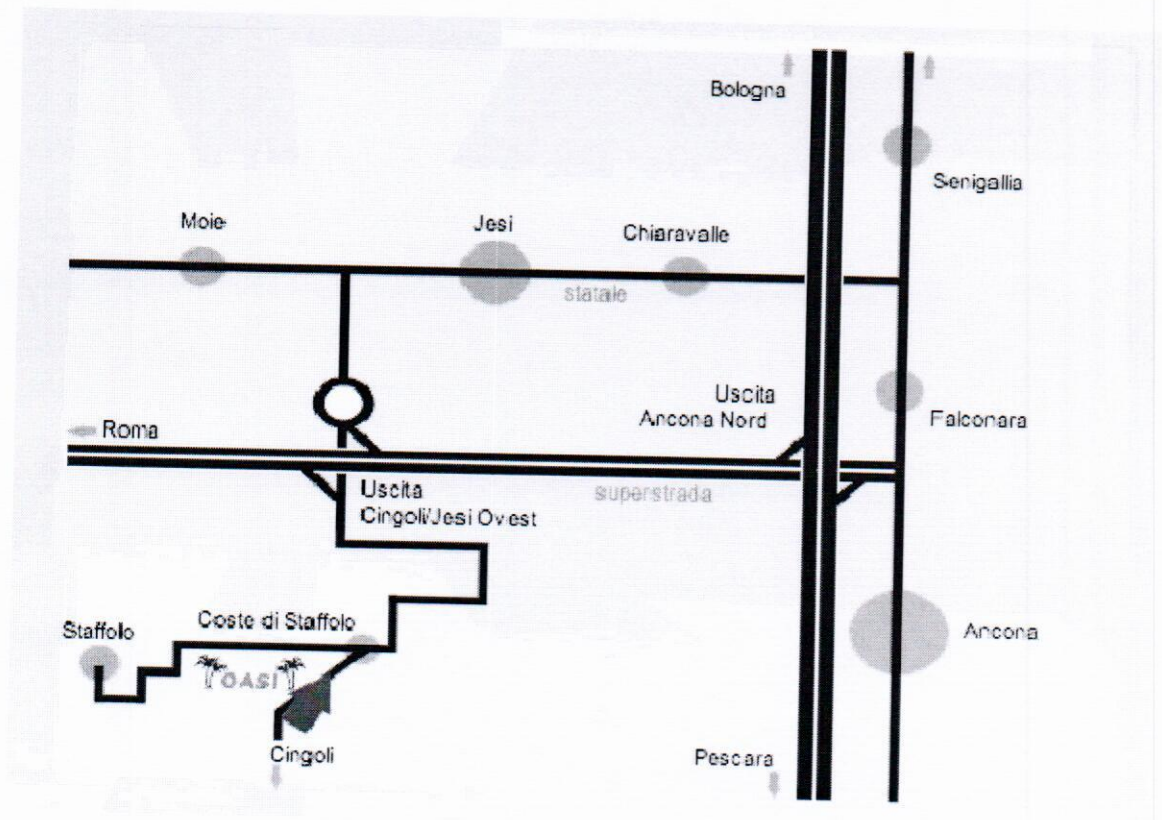 Bologna
Senigallia
Moie
Jesi
Chiaravalle
statale
Uscita
Ancona Nord
Falconara
Roma
Uscita
Cingoli/Jesi Ovest
superstrada
Coste di Staffolo
Staffolo
OASI
Ancona
Cingoli
Pescara